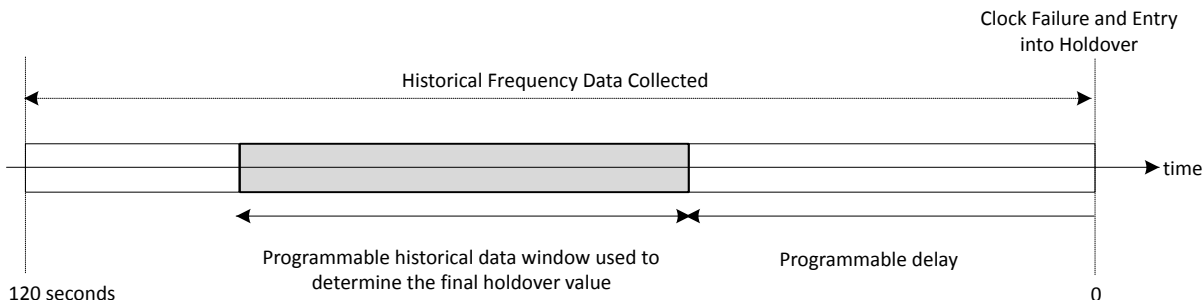 Clock Failure and Entry
into Holdover
Historical Frequency Data Collected
time
Programmable historical data window used to
determine the final holdover value
Programmable delay
120 seconds
0